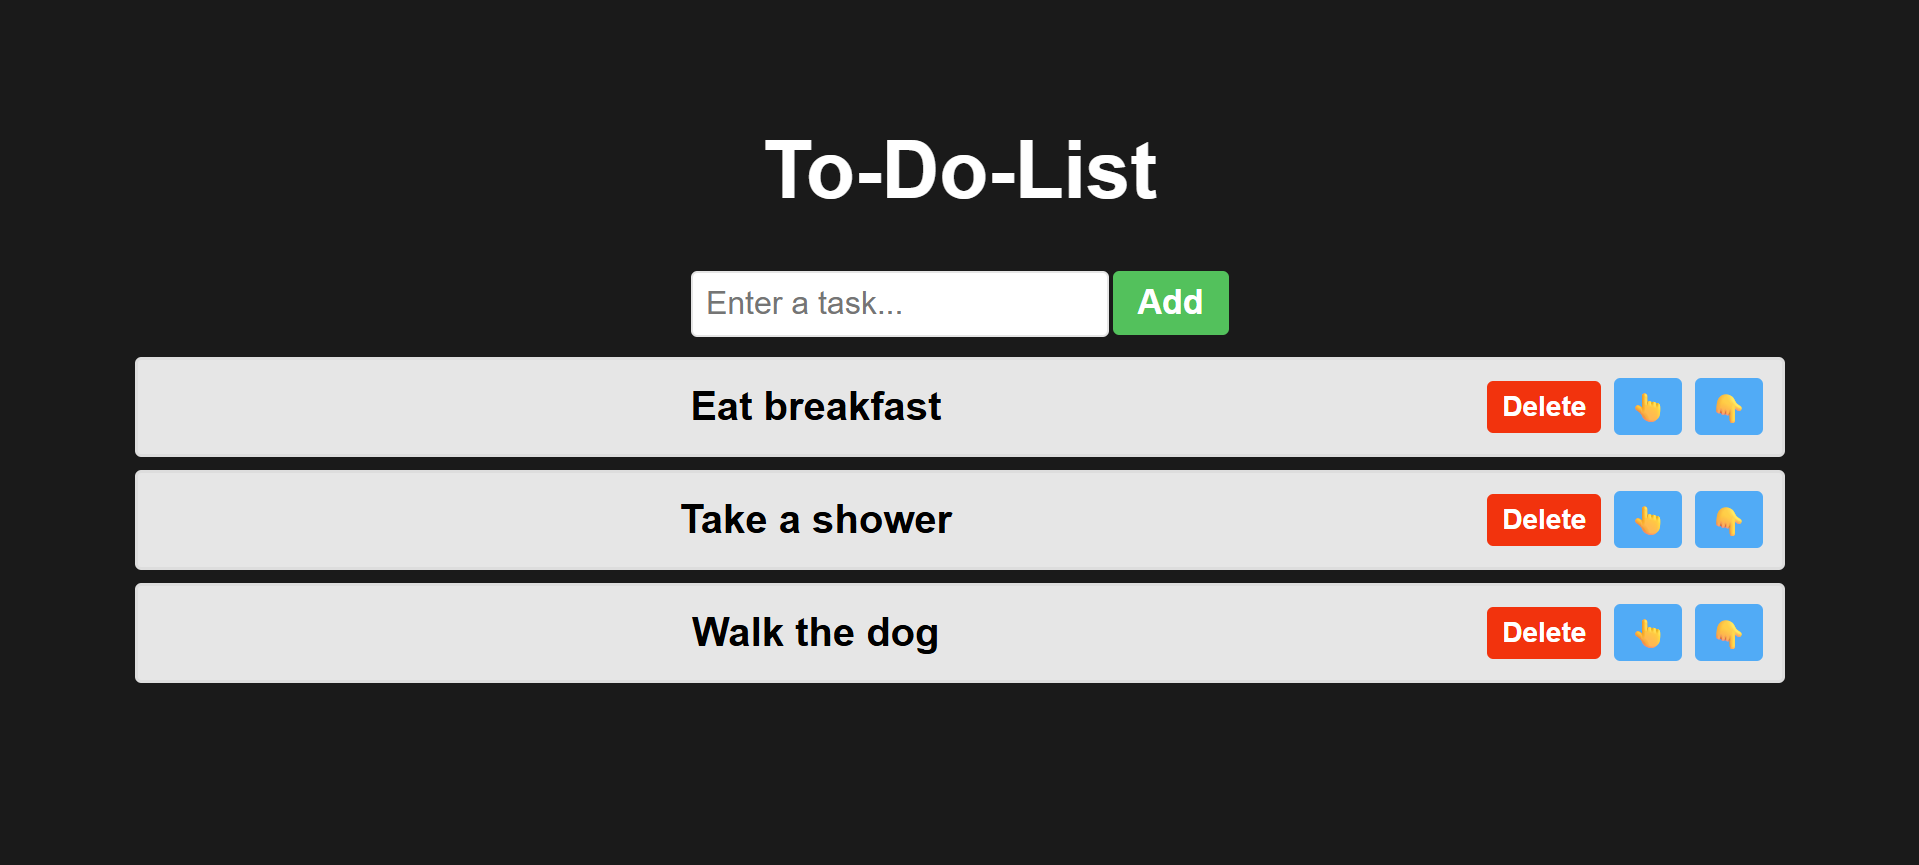 To-Do-List
Enter a task... Add
Eat breakfast Delete 👆 👇
Take a shower Delete 👆 👇
Walk the dog Delete 👆 👇